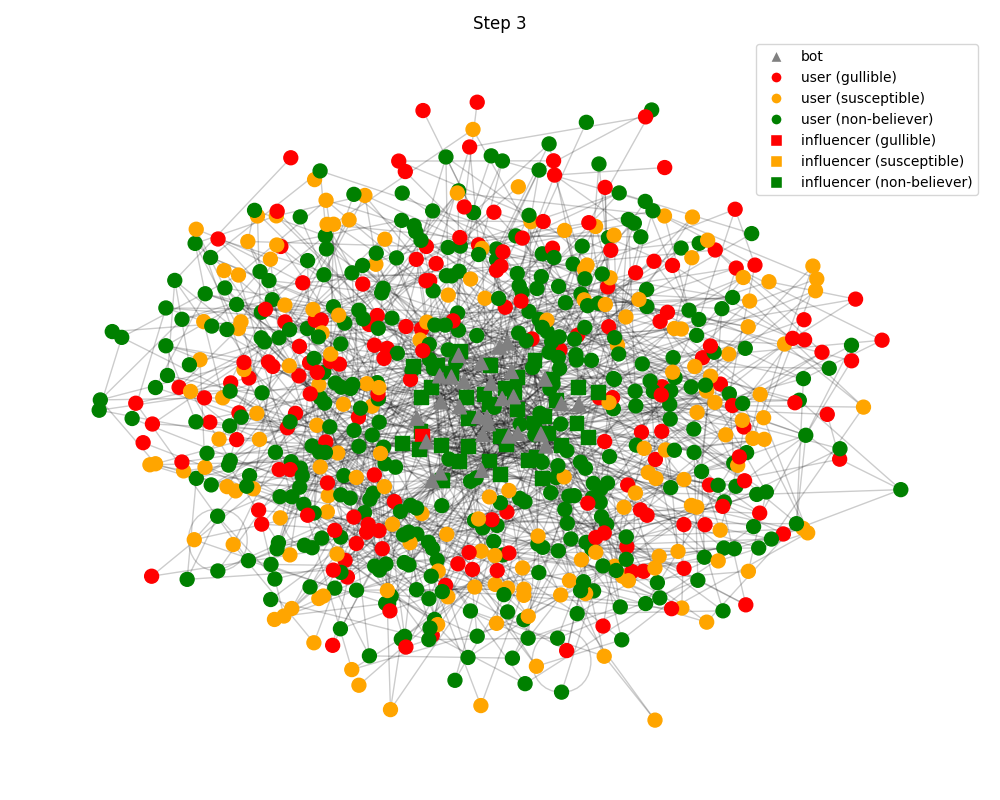 Step 3
bot
user (gullible)
user (susceptible)
user (non-believer)
influencer (gullible)
influencer (susceptible)
influencer (non-believer)